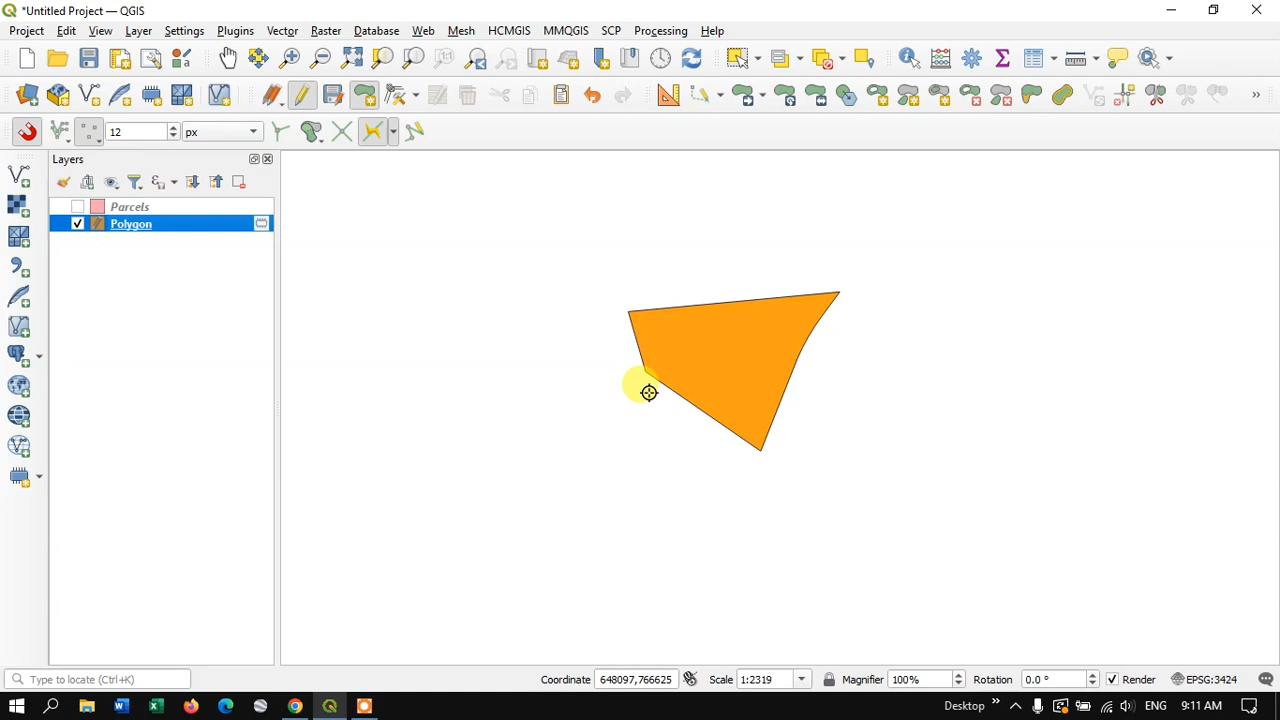 *Untitled Project — QGIS
Project Edit View Layer Settings Plugins Vector Raster Database Web Mesh HCMGIS MMQGIS SCP Processing Help
12 px
Layers
Parcels
Polygon
Type to locate (Ctrl+K) Coordinate 648097,766625 Scale 1:2319 Magnifier 100% Rotation 0.0 ° Render EPSG:3424
Desktop ENG 9:11 AM